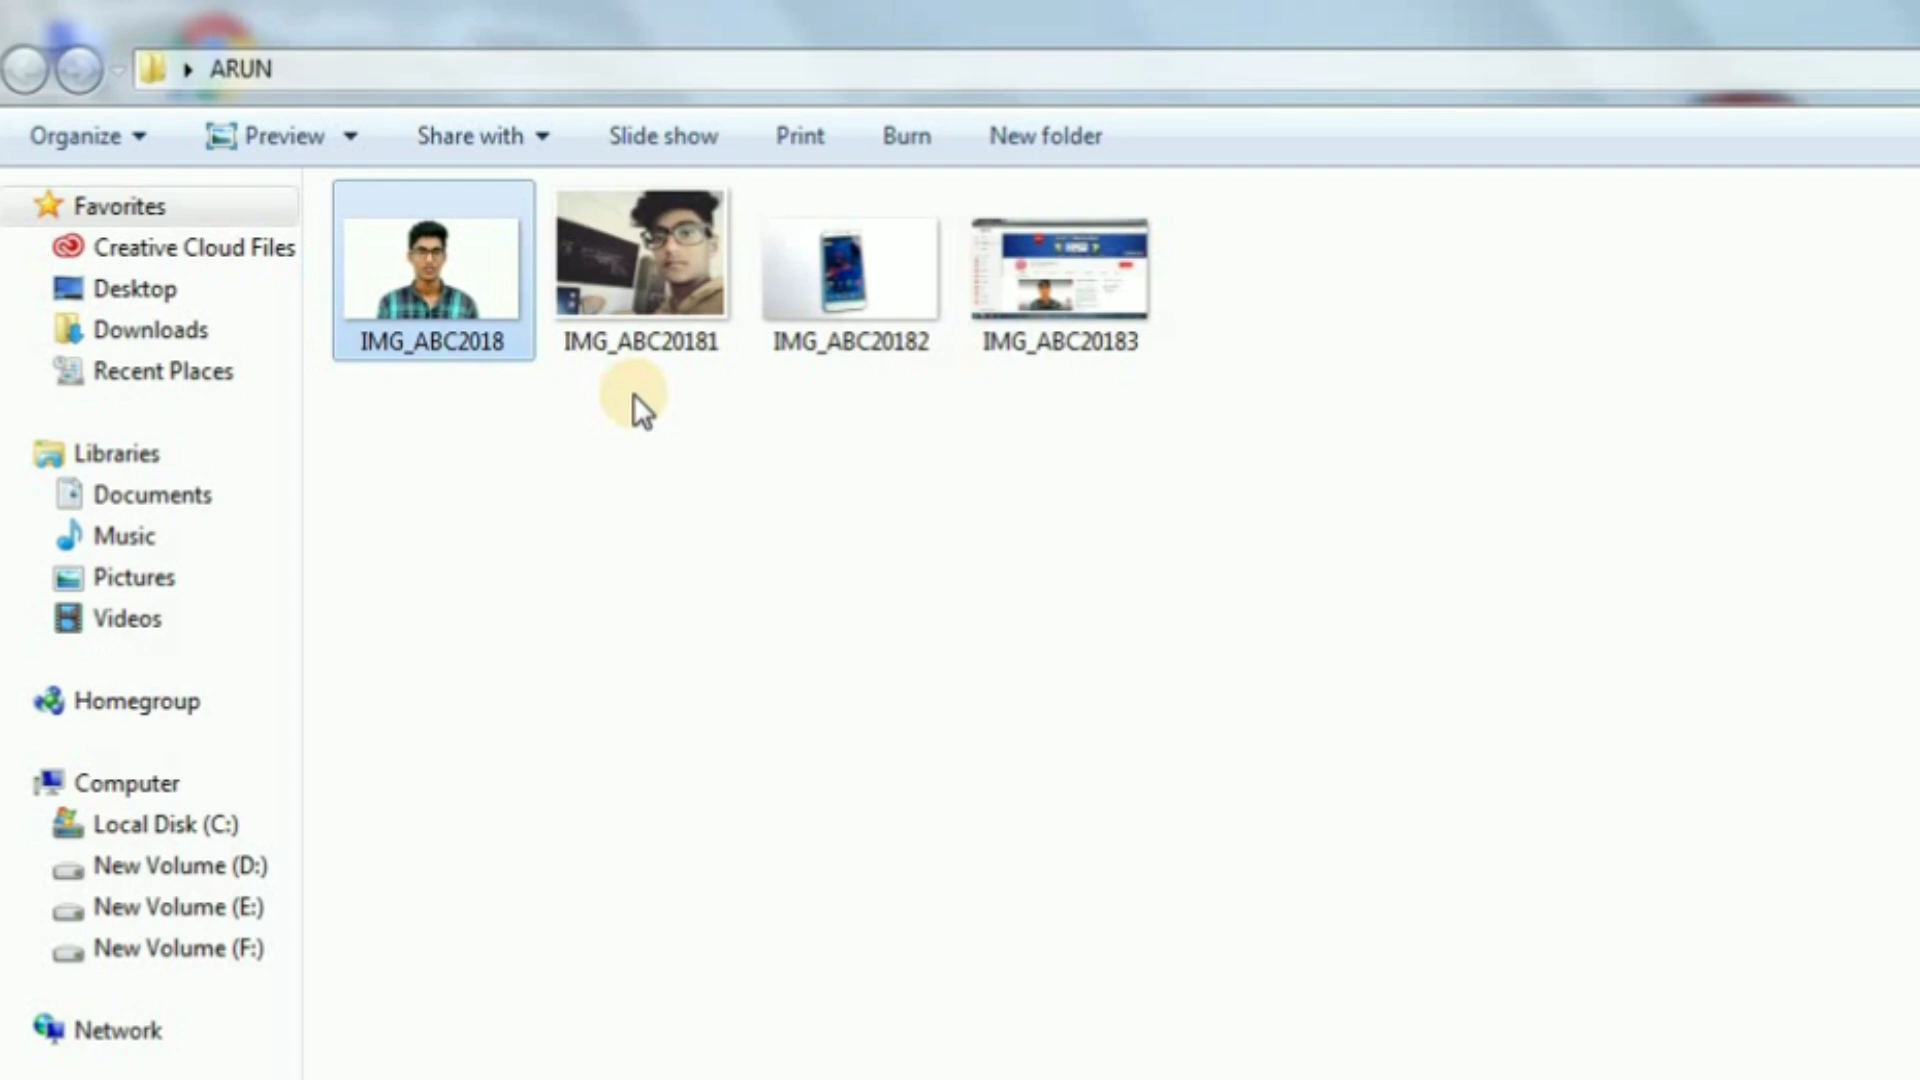 ARUN
Organize
Preview
Share with
Slide show
Print
Burn
New folder
Favorites
Creative Cloud Files
Desktop
Downloads
Recent Places
Libraries
Documents
Music
Pictures
Videos
Homegroup
Computer
Local Disk (C:)
New Volume (D:)
New Volume (E:)
New Volume (F:)
Network
IMG_ABC2018
IMG_ABC20181
IMG_ABC20182
IMG_ABC20183